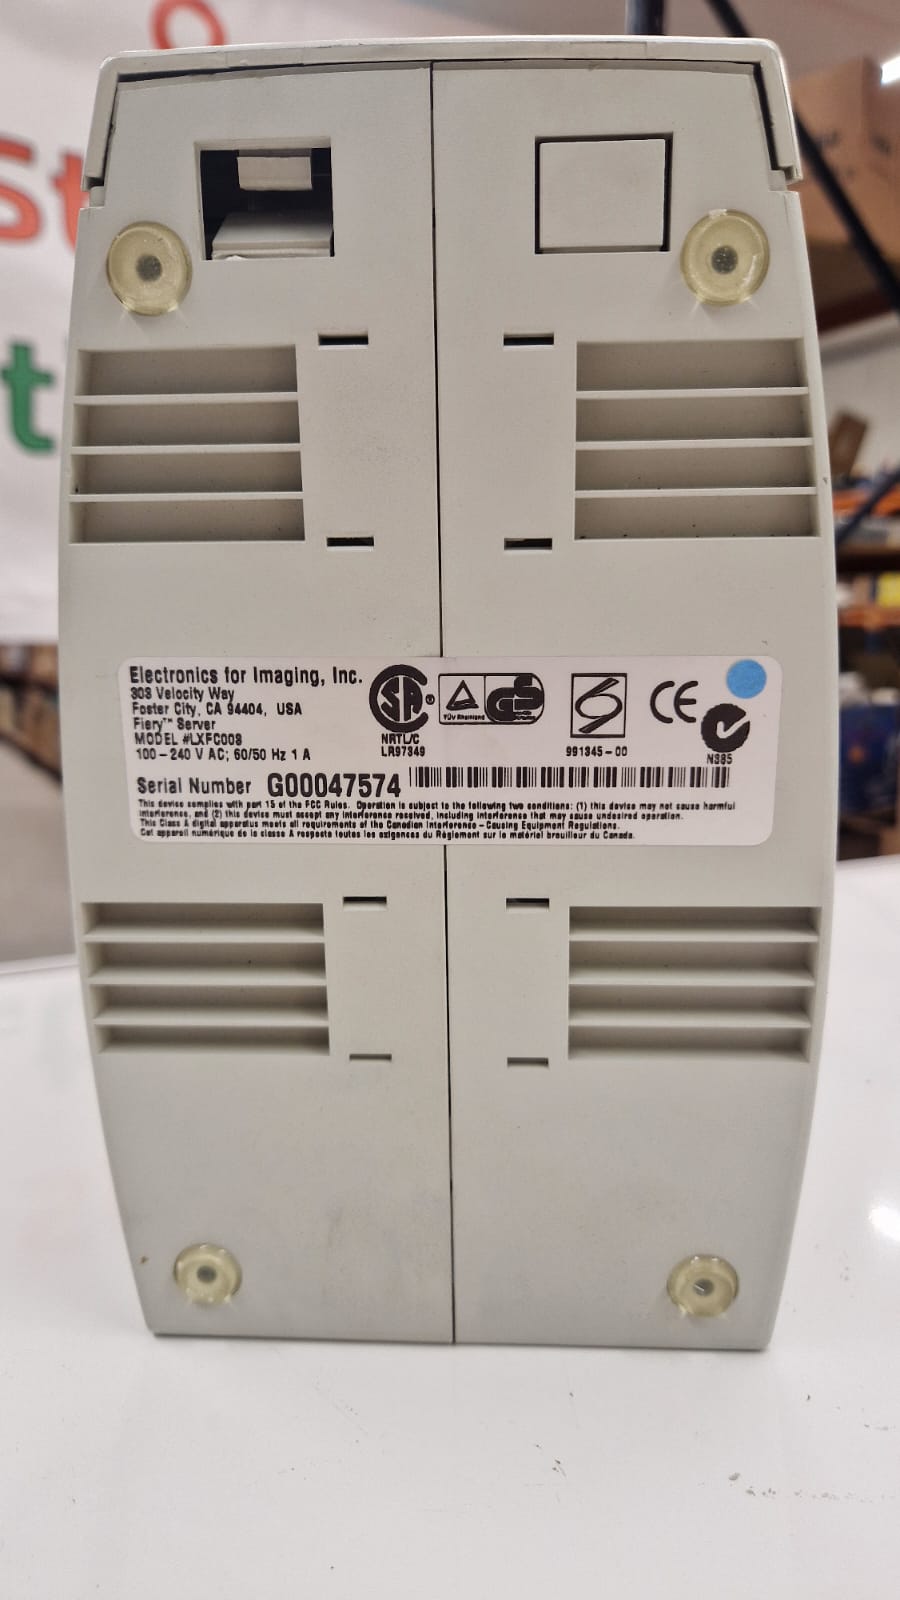 St
t
Electronics for Imaging, Inc.
303 Velocity Way
Foster City, CA 94404, USA
Fiery™ Server
MODEL #LXFC008
100-240 V AC; 60/50 Hz 1 A
SA
NRTL/C
LR97349
TÜV Rheinland
GS
991345-00
CE
N385
Serial Number G00047574
This device complies with part 15 of the FCC Rules. Operation is subject to the following two conditions: (1) this device may not cause harmful
interference, and (2) this device must accept any interference received, including interference that may cause undesired operation.
This Class A digital apparatus meets all requirements of the Canadian Interference-Causing Equipment Regulations.
Cet appareil numérique de la classe A respecte toutes les exigences du Règlement sur le matériel brouilleur du Canada.